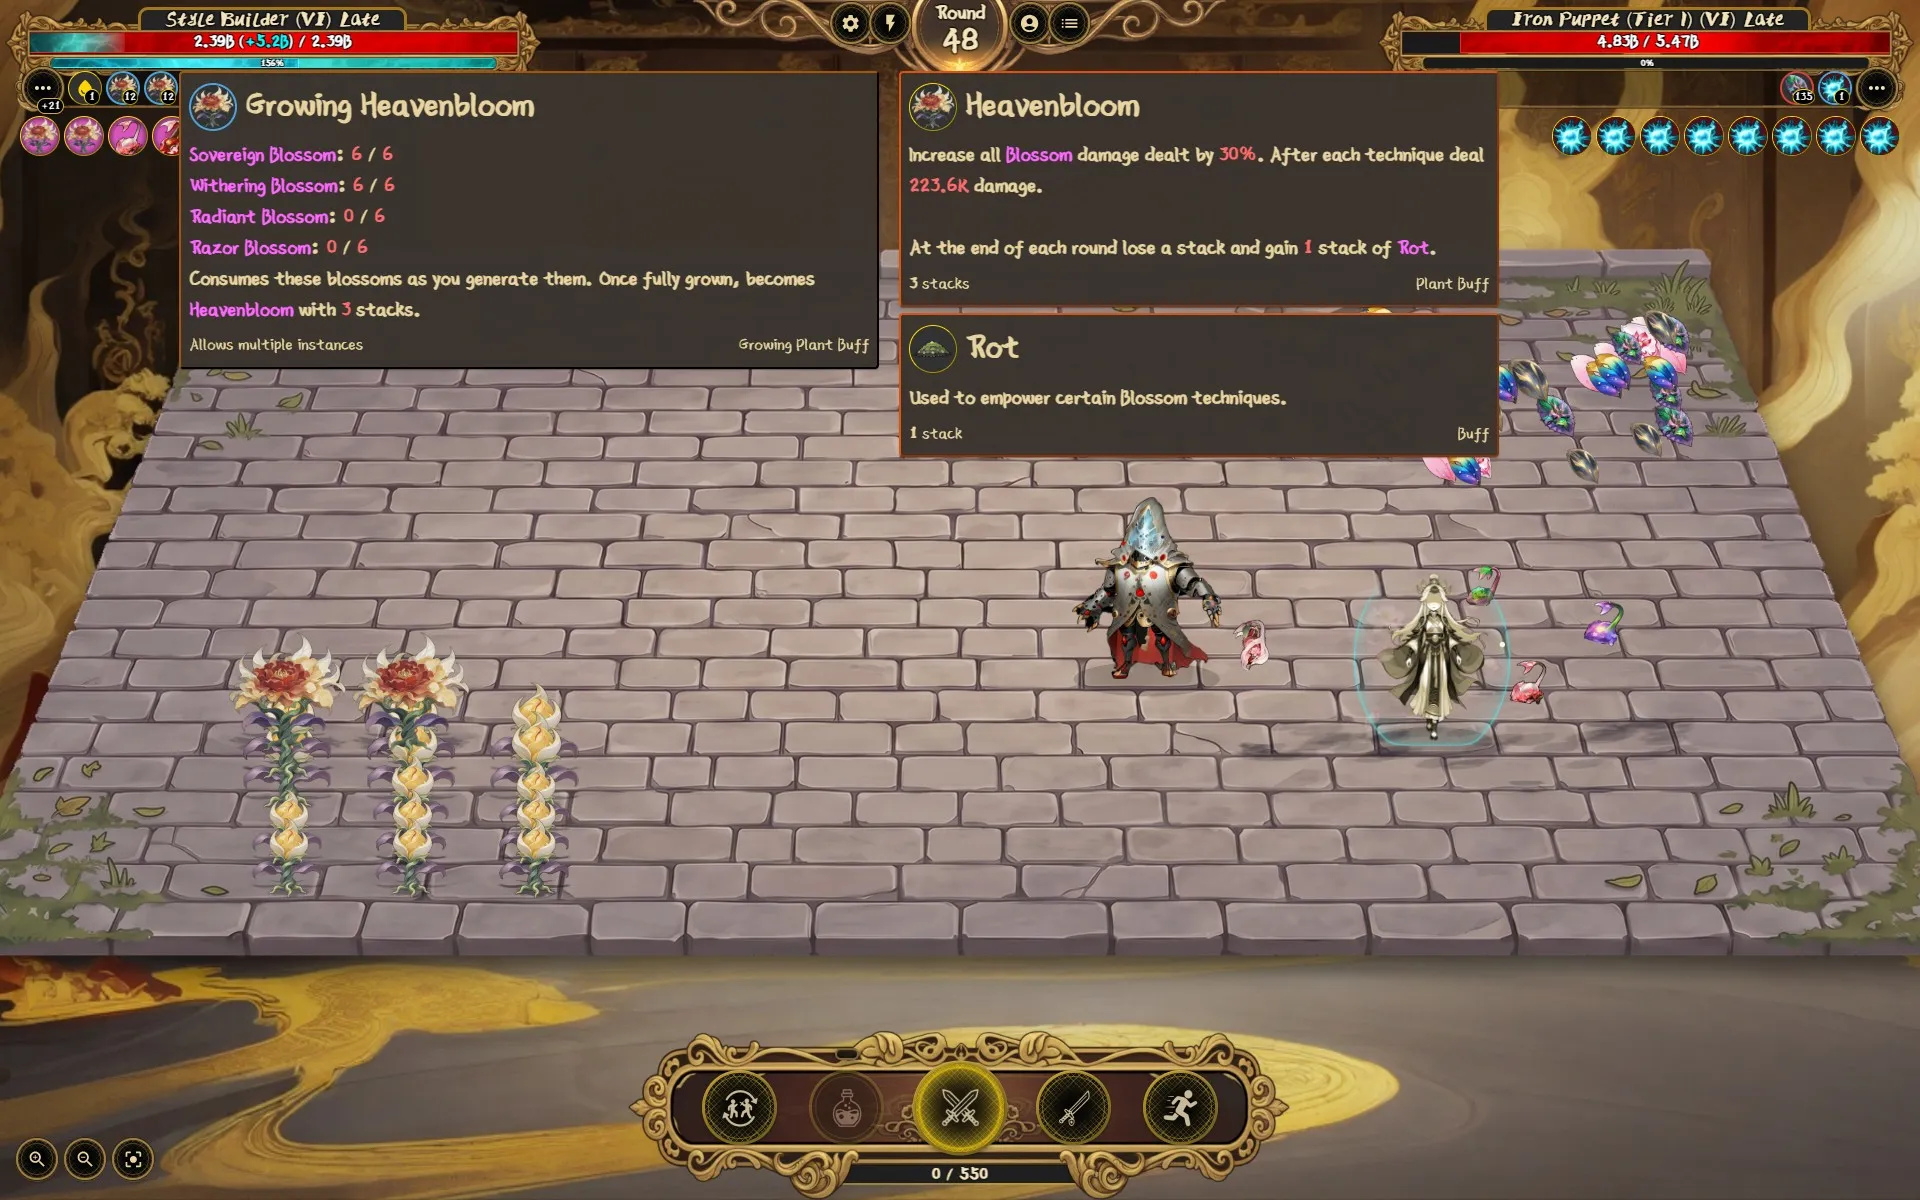 Style Builder (VI) Late
2.39B (+5.2B) / 2.39B
156%
+21
1
12
12
Round
48
Iron Puppet (Tier 1) (VI) Late
4.83B / 5.47B
0%
135
1
Growing Heavenbloom
Sovereign Blossom: 6 / 6
Withering Blossom: 6 / 6
Radiant Blossom: 0 / 6
Razor Blossom: 0 / 6
Consumes these blossoms as you generate them. Once fully grown, becomes
Heavenbloom with 3 stacks.
Allows multiple instances
Growing Plant Buff
Heavenbloom
Increase all Blossom damage dealt by 30%. After each technique deal
223.6K damage.
At the end of each round lose a stack and gain 1 stack of Rot.
3 stacks
Plant Buff
Rot
Used to empower certain Blossom techniques.
1 stack
Buff
0 / 550